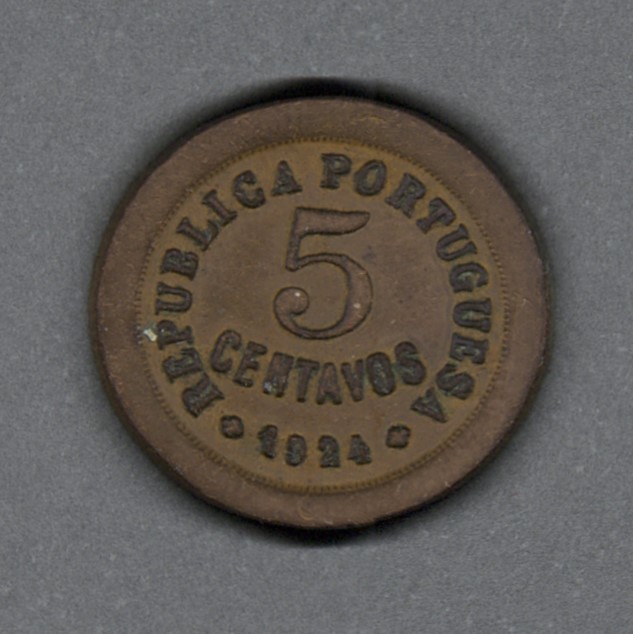 REPUBLICA PORTUGUESA
5
CENTAVOS
1924